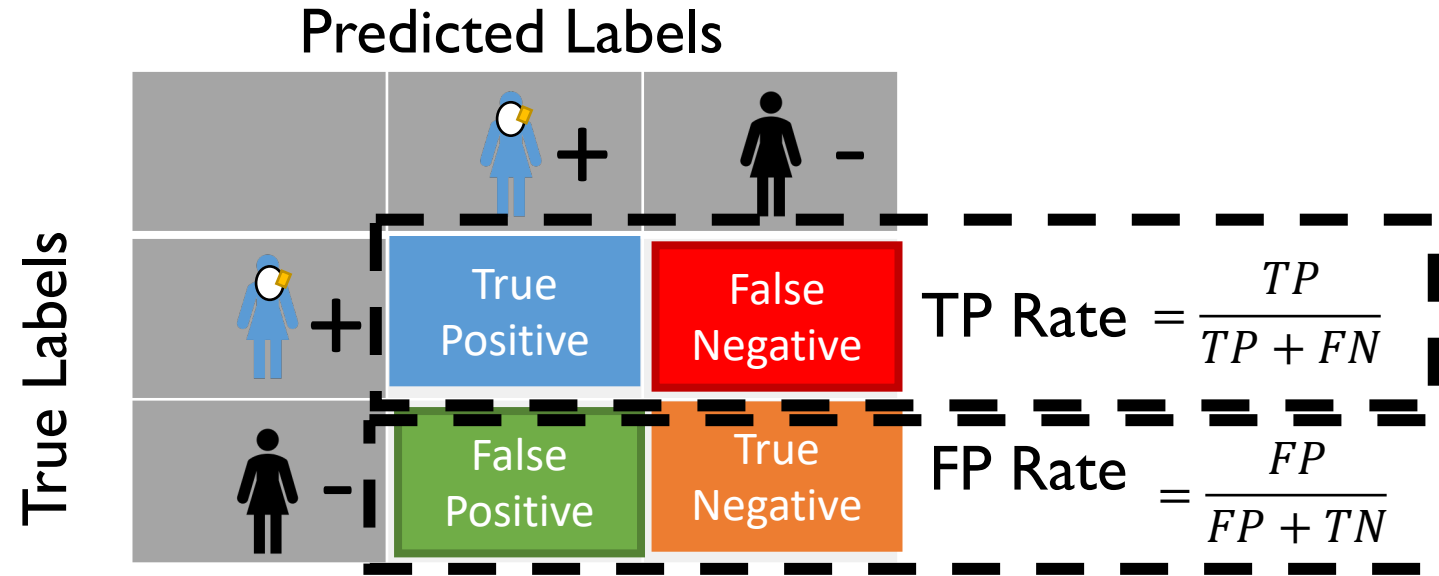 Predicted Labels
+ -
True Labels
+
True
Positive
False
Negative
TP Rate = TP / (TP + FN)
-
False
Positive
True
Negative
FP Rate = FP / (FP + TN)